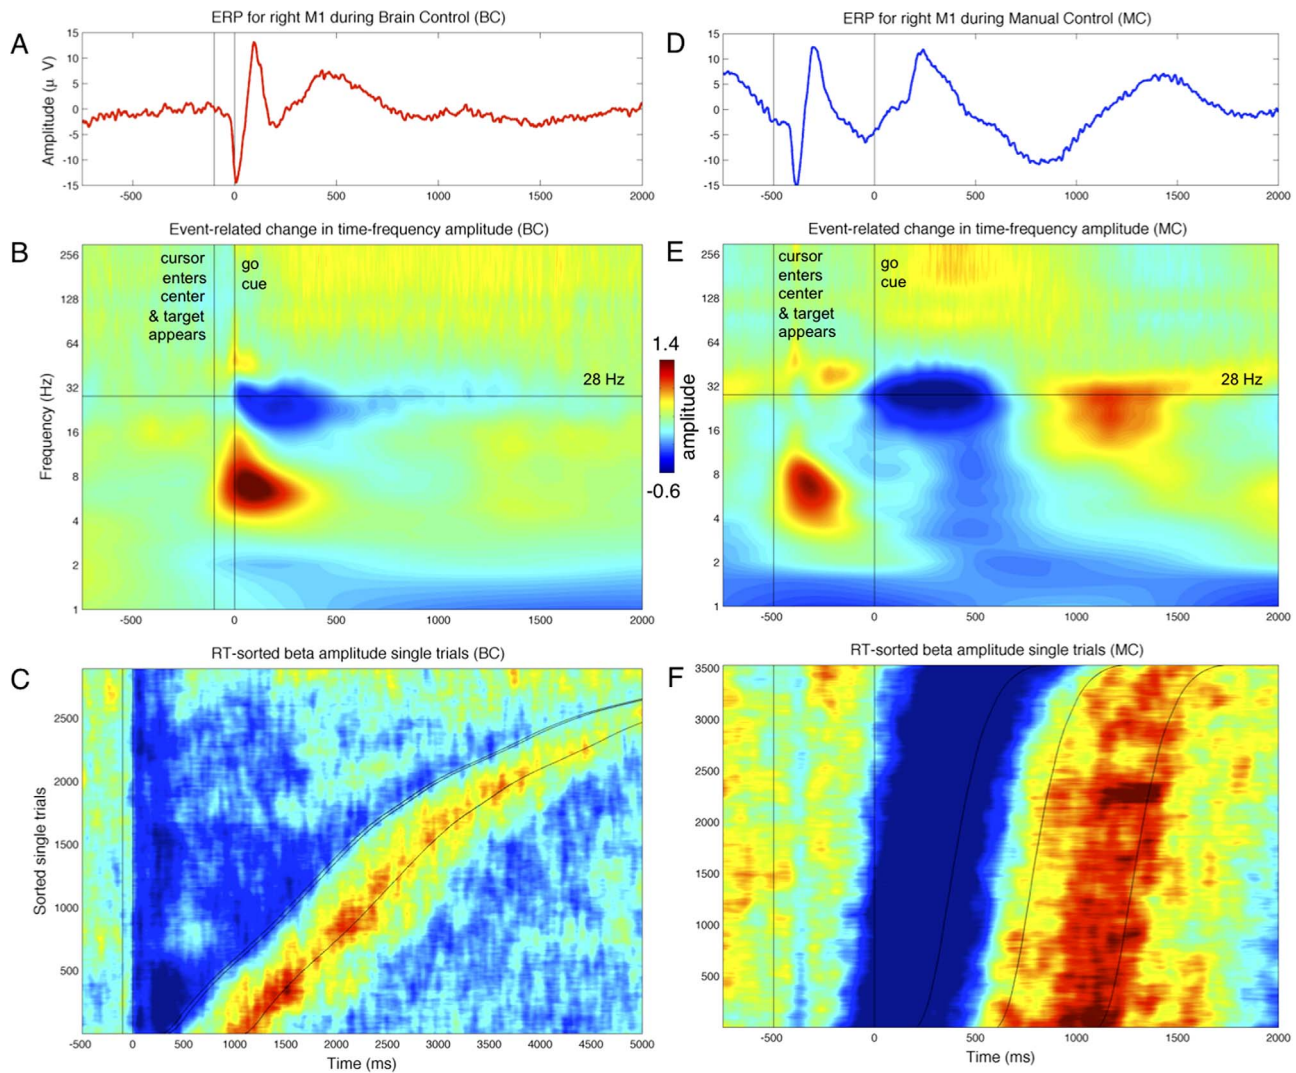 A
ERP for right M1 during Brain Control (BC)
Amplitude (μ V)
15
10
5
0
-5
-10
-15
-500
0
500
1000
1500
2000
D
ERP for right M1 during Manual Control (MC)
15
10
5
0
-5
-10
-15
-500
0
500
1000
1500
2000
B
Event-related change in time-frequency amplitude (BC)
Frequency (Hz)
256
128
64
32
16
8
4
2
1
cursor
enters
center
& target
appears
go
cue
28 Hz
-500
0
500
1000
1500
2000
1.4
amplitude
-0.6
E
Event-related change in time-frequency amplitude (MC)
256
128
64
32
16
8
4
2
1
cursor
enters
center
& target
appears
go
cue
28 Hz
-500
0
500
1000
1500
2000
C
RT-sorted beta amplitude single trials (BC)
Sorted single trials
2500
2000
1500
1000
500
-500
0
500
1000
1500
2000
2500
3000
3500
4000
4500
5000
Time (ms)
F
RT-sorted beta amplitude single trials (MC)
3500
3000
2500
2000
1500
1000
500
-500
0
500
1000
1500
2000
Time (ms)